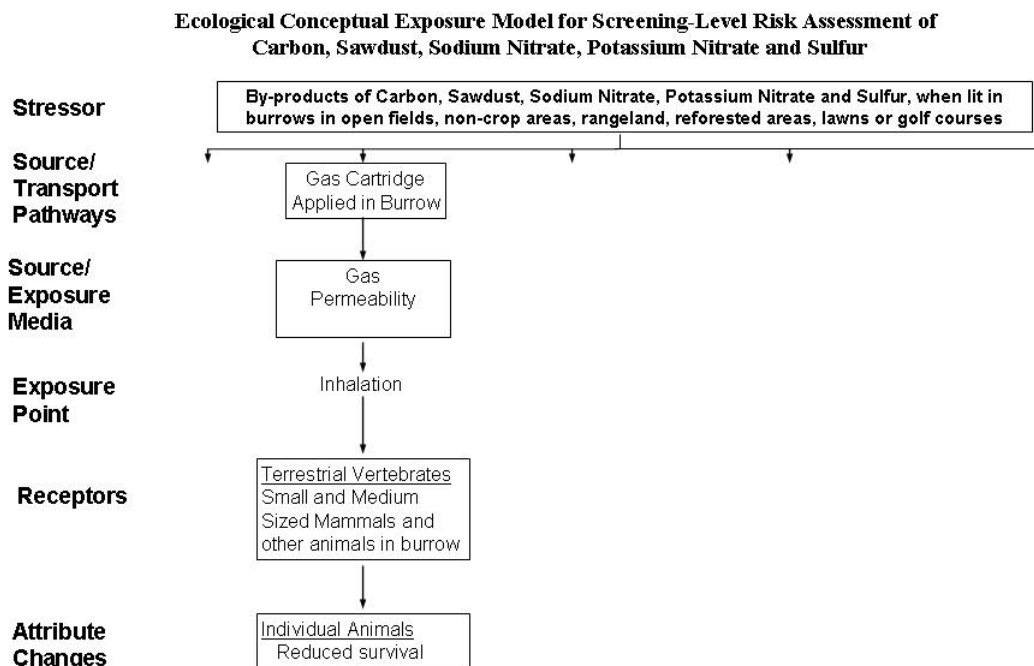 Ecological Conceptual Exposure Model for Screening-Level Risk Assessment of
Carbon, Sawdust, Sodium Nitrate, Potassium Nitrate and Sulfur
Stressor
By-products of Carbon, Sawdust, Sodium Nitrate, Potassium Nitrate and Sulfur, when lit in
burrows in open fields, non-crop areas, rangeland, reforested areas, lawns or golf courses
Source/
Transport
Pathways
Gas Cartridge
Applied in Burrow
Source/
Exposure
Media
Gas
Permeability
Exposure
Point
Inhalation
Receptors
Terrestrial Vertebrates
Small and Medium
Sized Mammals and
other animals in burrow
Attribute
Changes
Individual Animals
Reduced survival